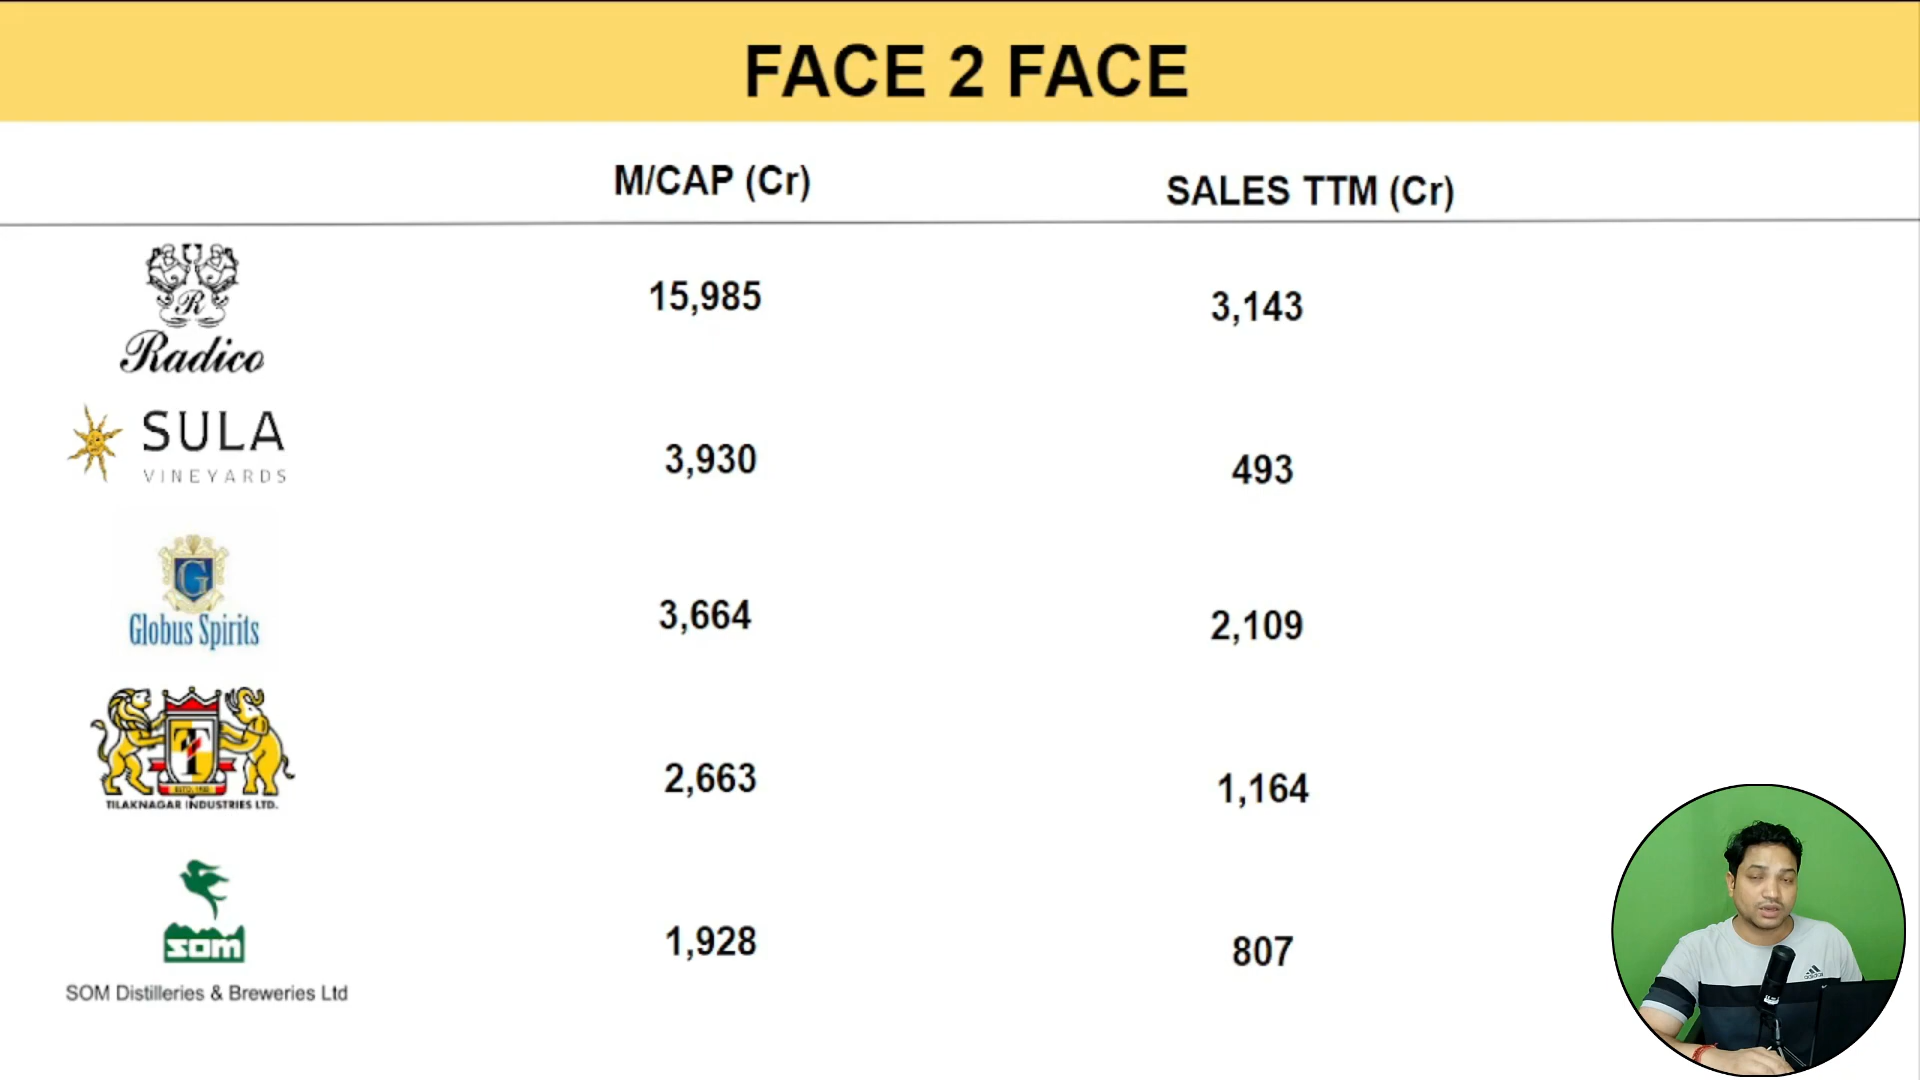 FACE 2 FACE
M/CAP (Cr)
SALES TTM (Cr)
R
Radico
15,985
3,143
SULA
VINEYARDS
3,930
493
G
Globus Spirits
3,664
2,109
T
TILAKNAGAR INDUSTRIES LTD.
2,663
1,164
som
SOM Distilleries & Breweries Ltd
1,928
807
adidas